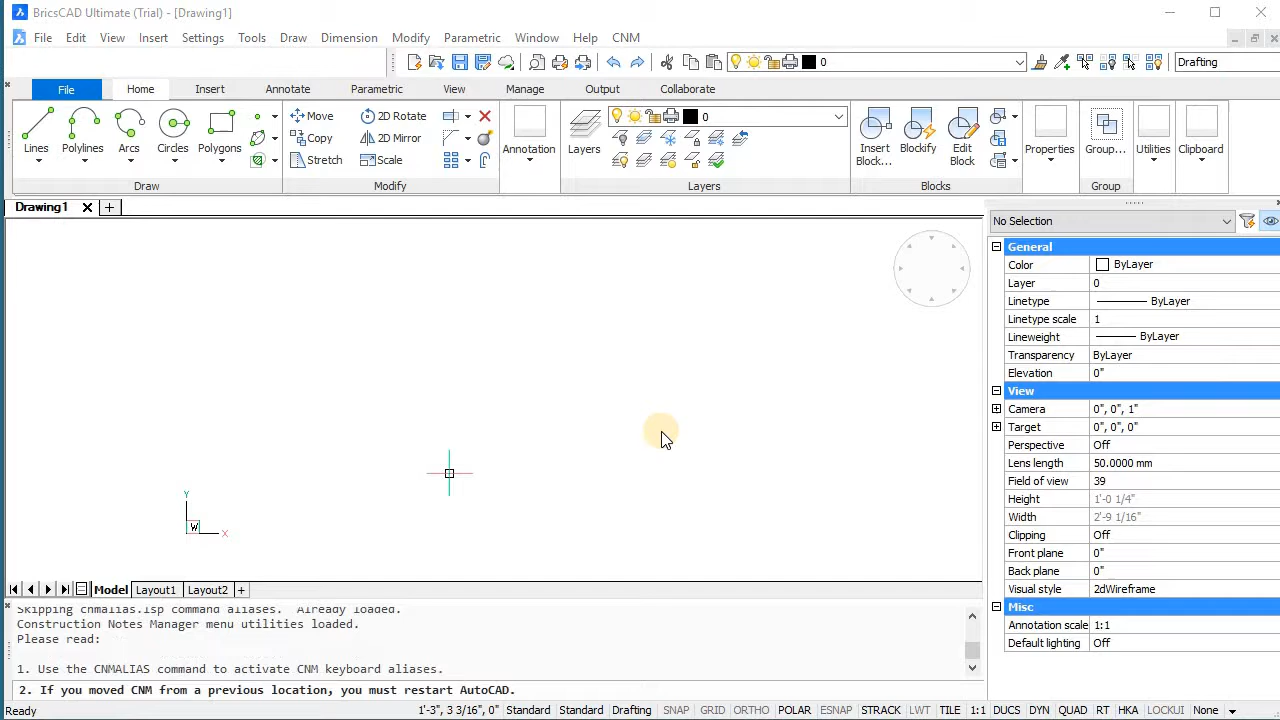 BricsCAD Ultimate (Trial) - [Drawing1]
File Edit View Insert Settings Tools Draw Dimension Modify Parametric Window Help CNM
0 Drafting
File Home Insert Annotate Parametric View Manage Output Collaborate
Lines Polylines Arcs Circles Polygons
Move 2D Rotate
Copy 2D Mirror
Stretch Scale
Annotation
Layers
0
Insert Block...
Blockify
Edit Block
Properties
Group...
Utilities
Clipboard
Draw Modify Layers Blocks Group
Drawing1
No Selection
General
Color ByLayer
Layer 0
Linetype ByLayer
Linetype scale 1
Lineweight ByLayer
Transparency ByLayer
Elevation 0"
View
Camera 0", 0", 1"
Target 0", 0", 0"
Perspective Off
Lens length 50.0000 mm
Field of view 39
Height 1'-0 1/4"
Width 2'-9 1/16"
Clipping Off
Front plane 0"
Back plane 0"
Visual style 2dWireframe
Misc
Annotation scale 1:1
Default lighting Off
Y
W X
Model Layout1 Layout2
Skipping cnmalias.lsp command aliases. Already loaded.
Construction Notes Manager menu utilities loaded.
Please read:
1. Use the CNMALIAS command to activate CNM keyboard aliases.
2. If you moved CNM from a previous location, you must restart AutoCAD.
Ready 1'-3", 3 3/16", 0" Standard Standard Drafting SNAP GRID ORTHO POLAR ESNAP STRACK LWT TILE 1:1 DUCS DYN QUAD RT HKA LOCKUI None